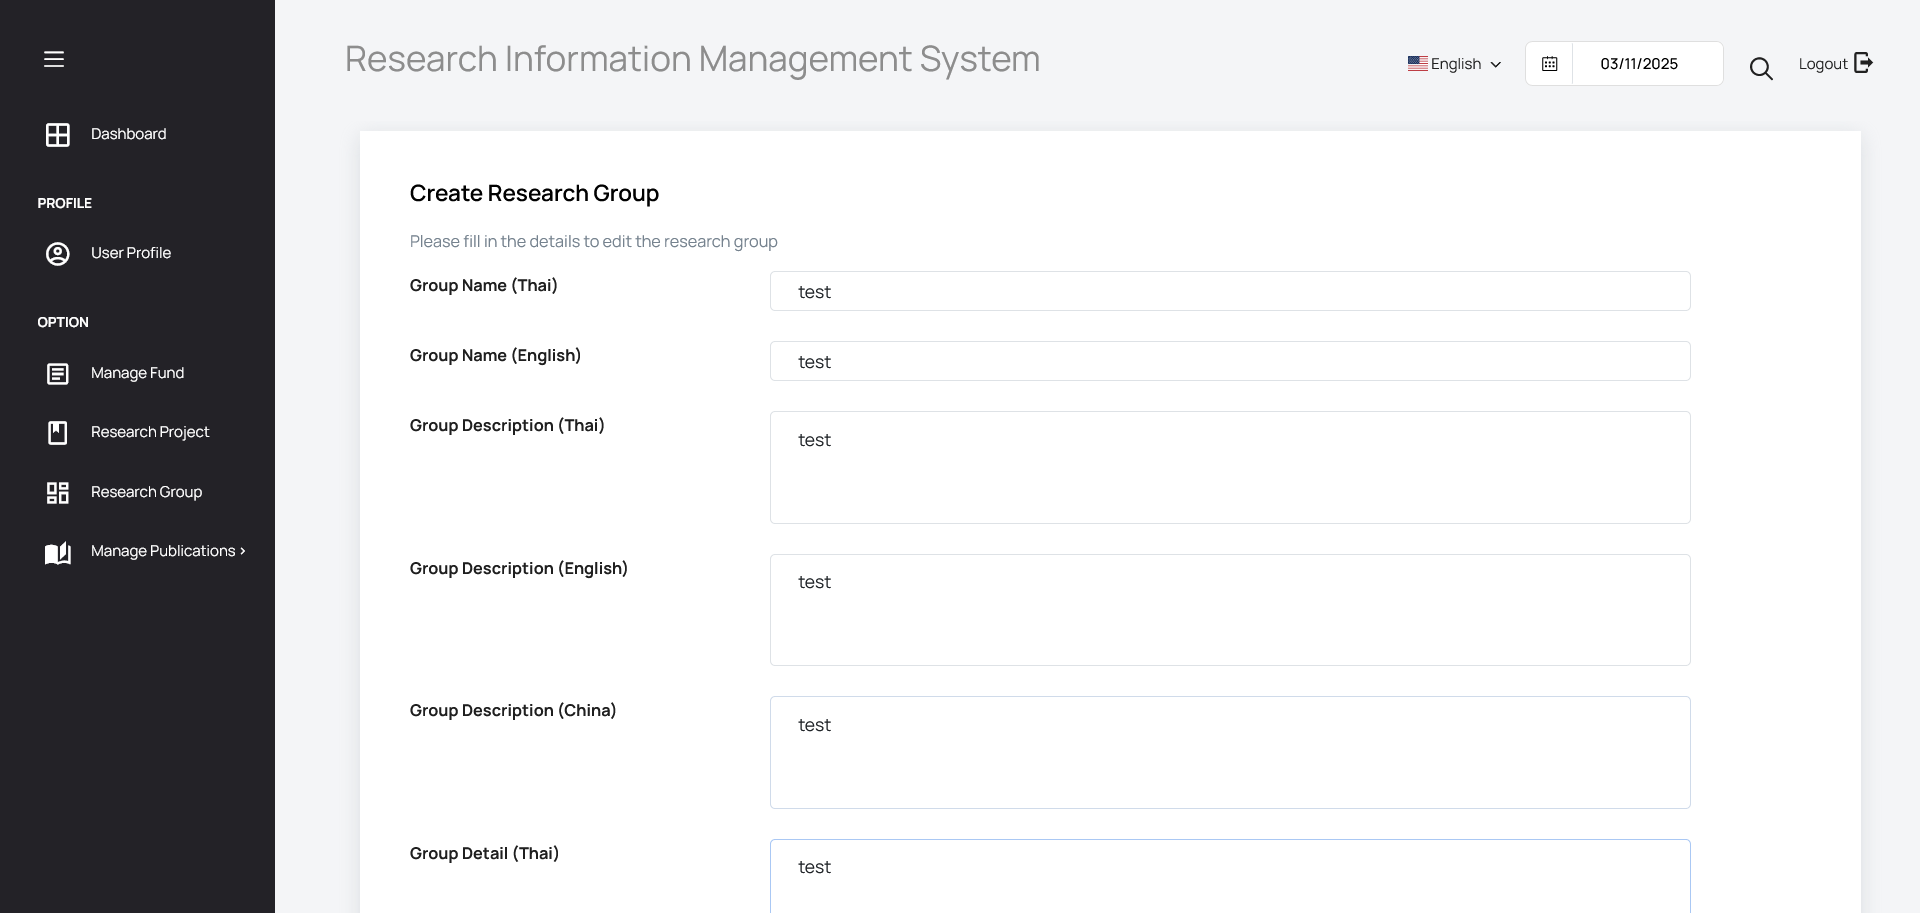 Research Information Management System
English
03/11/2025
Logout
Dashboard
PROFILE
User Profile
OPTION
Manage Fund
Research Project
Research Group
Manage Publications
Create Research Group
Please fill in the details to edit the research group
Group Name (Thai)
test
Group Name (English)
test
Group Description (Thai)
test
Group Description (English)
test
Group Description (China)
test
Group Detail (Thai)
test